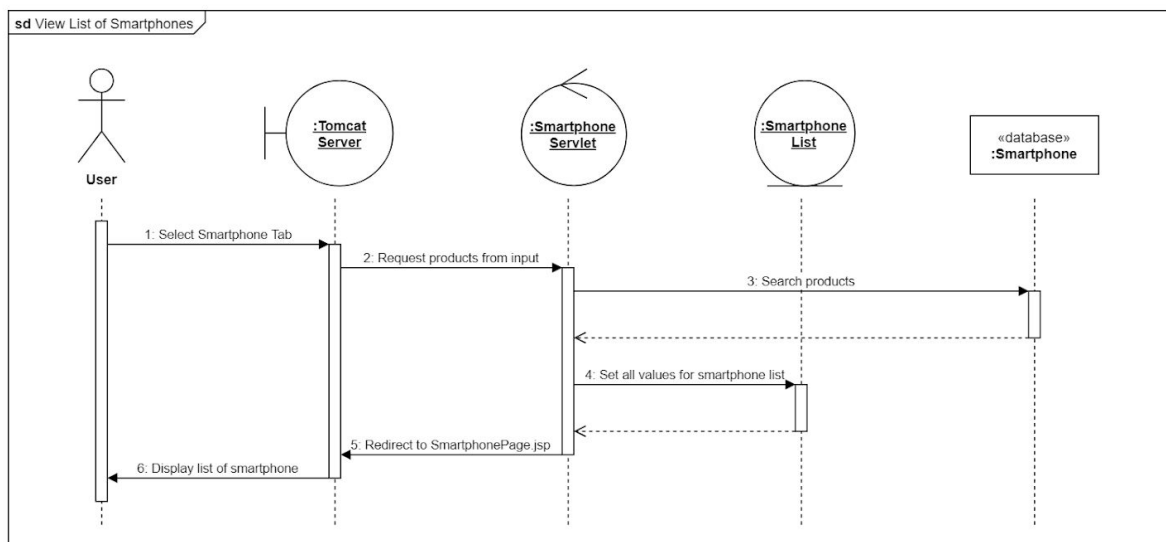 sd View List of Smartphones
:Tomcat
Server
:Smartphone
Servlet
:Smartphone
List
«database»
:Smartphone
User
1: Select Smartphone Tab
2: Request products from input
3: Search products
4: Set all values for smartphone list
5: Redirect to SmartphonePage.jsp
6: Display list of smartphone